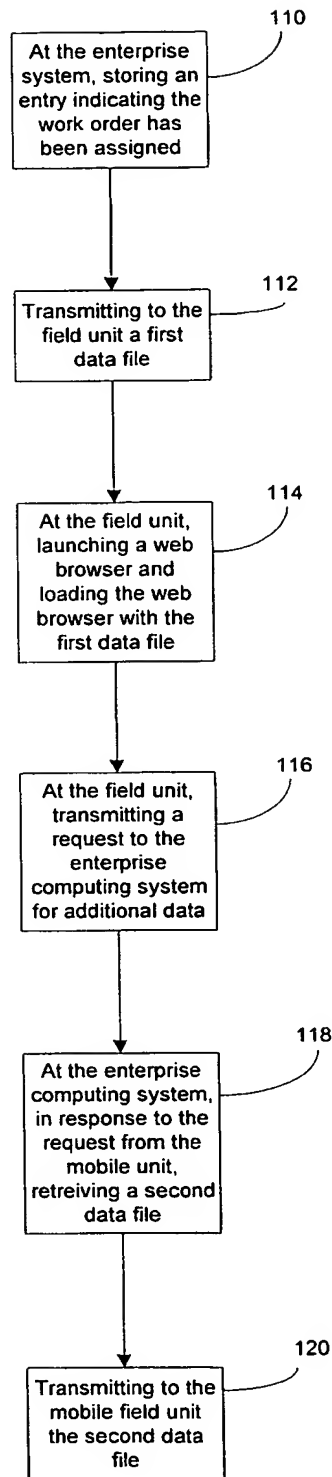 110
At the enterprise
system, storing an
entry indicating the
work order has
been assigned
112
Transmitting to the
field unit a first
data file
114
At the field unit,
launching a web
browser and
loading the web
browser with the
first data file
116
At the field unit,
transmitting a
request to the
enterprise
computing system
for additional data
118
At the enterprise
computing system,
in response to the
request from the
mobile unit,
retreiving a second
data file
120
Transmitting to the
mobile field unit
the second data
file